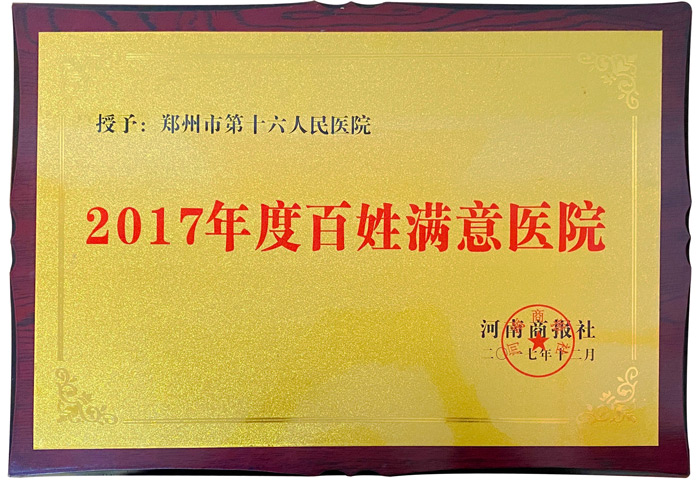 授予：郑州市第十六人民医院
2017年度百姓满意医院
河南商报社
二〇一七年十二月